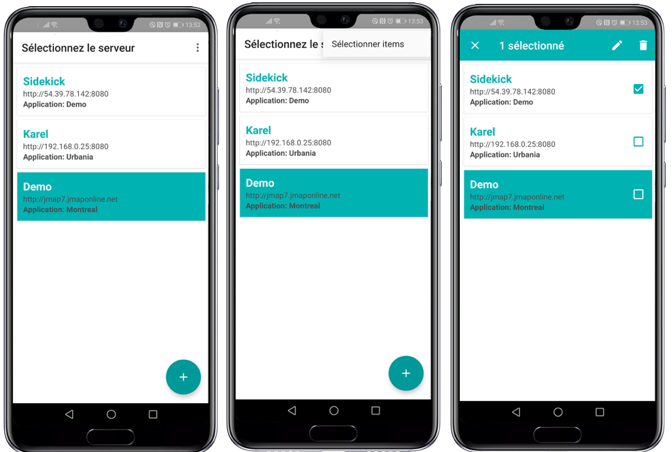 13:52
Sélectionnez le serveur
Sidekick
http://54.39.78.142:8080
Application: Demo
Karel
http://192.168.0.25:8080
Application: Urbania
Demo
http://jmap7.jmaponline.net
Application: Montreal
+
13:53
Sélectionnez le s
Sélectionner items
Sidekick
http://54.39.78.142:8080
Application: Demo
Karel
http://192.168.0.25:8080
Application: Urbania
Demo
http://jmap7.jmaponline.net
Application: Montreal
+
13:53
1 sélectionné
Sidekick
http://54.39.78.142:8080
Application: Demo
Karel
http://192.168.0.25:8080
Application: Urbania
Demo
http://jmap7.jmaponline.net
Application: Montreal